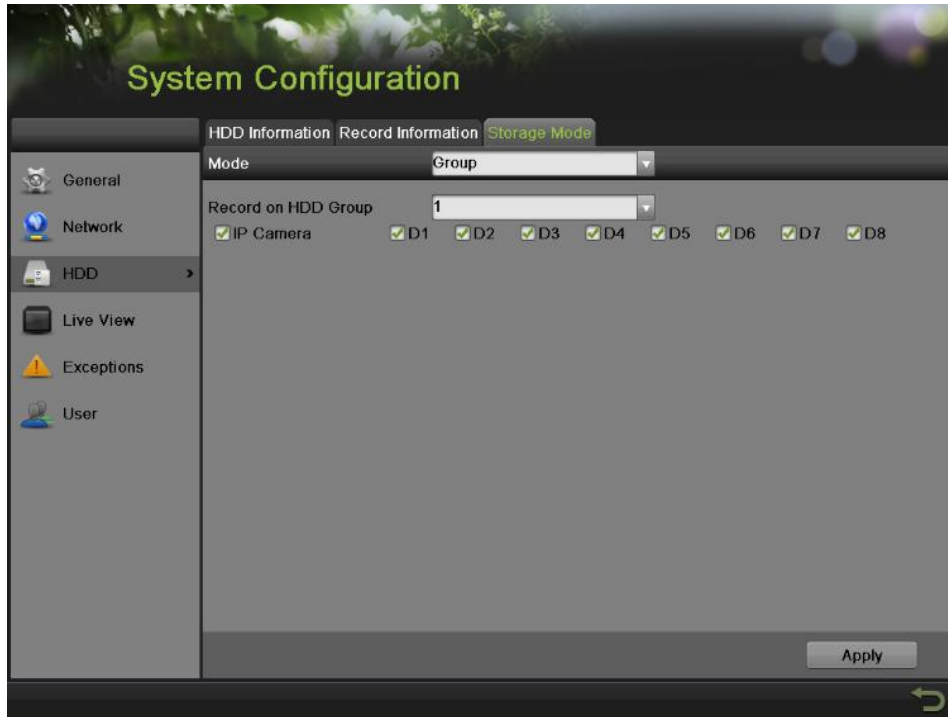 System Configuration
HDD Information Record Information Storage Mode
General
Network
HDD
Live View
Exceptions
User
Mode Group
Record on HDD Group 1
IP Camera D1 D2 D3 D4 D5 D6 D7 D8
Apply